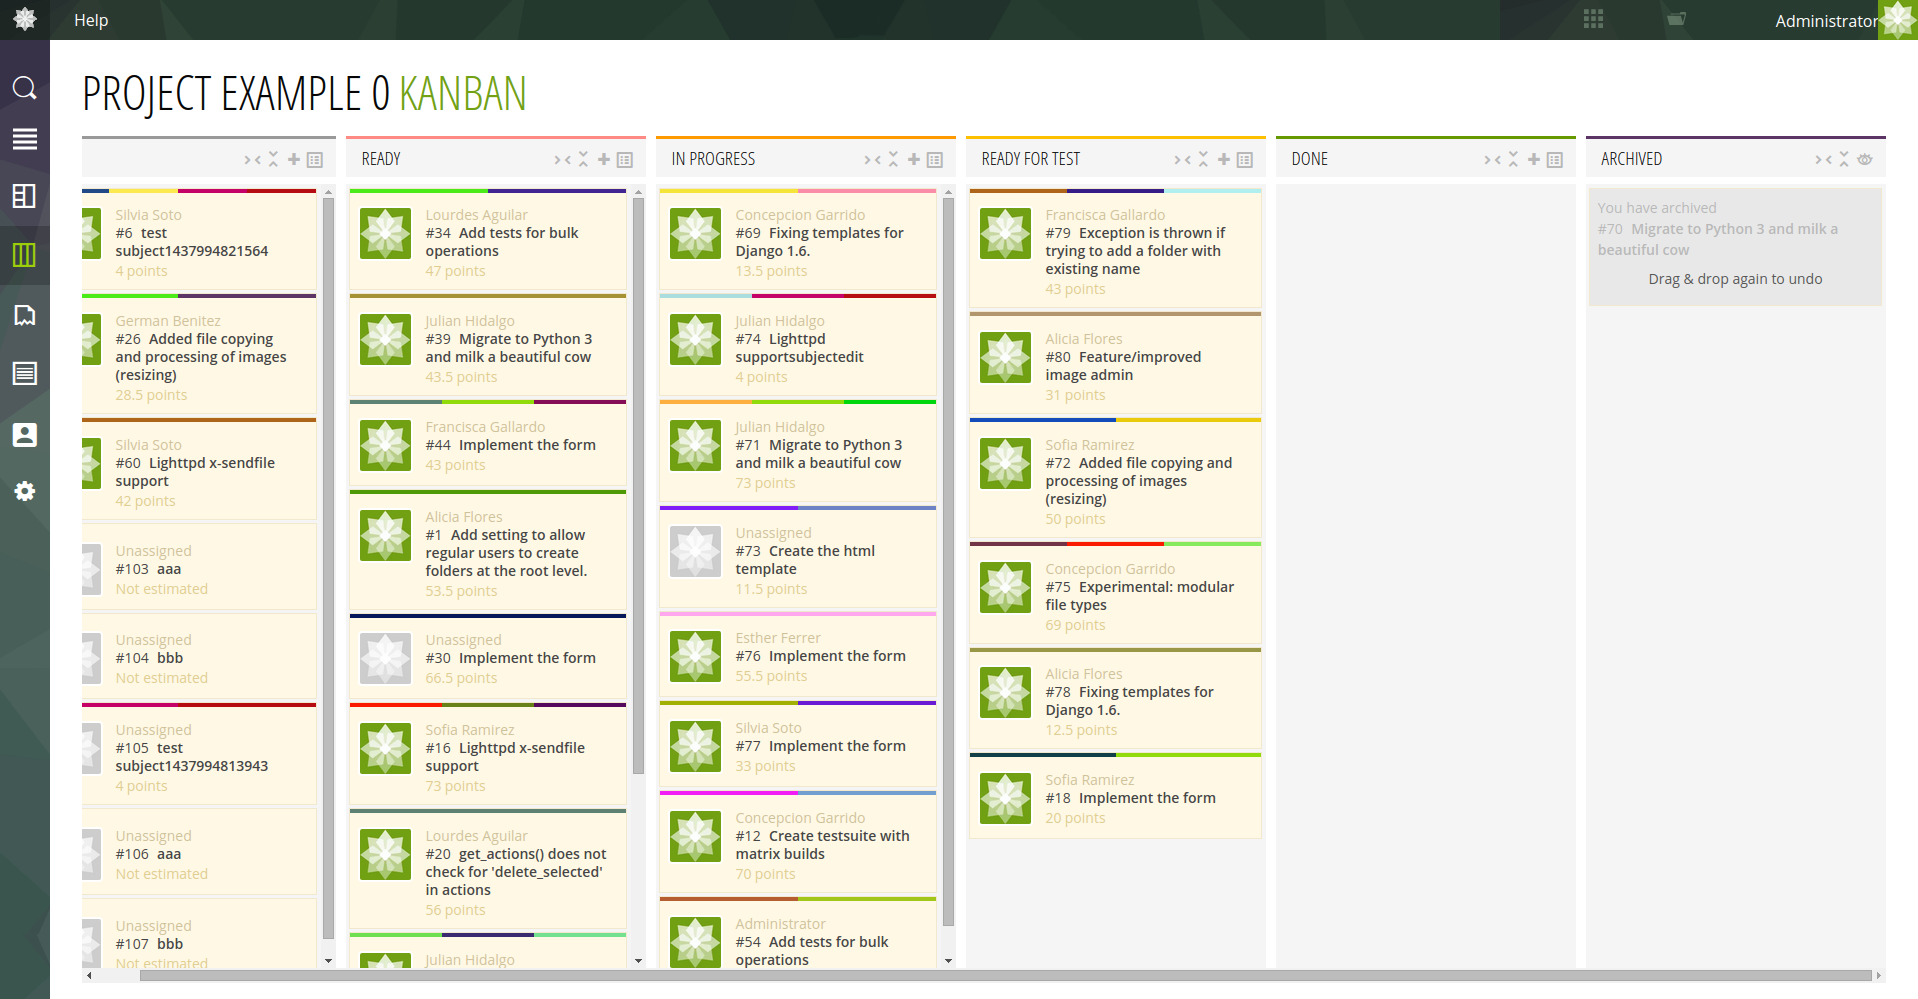 Help
Administrator
PROJECT EXAMPLE 0 KANBAN
Silvia Soto
#6 test
subject1437994821564
4 points
German Benitez
#26 Added file copying
and processing of images
(resizing)
28.5 points
Silvia Soto
#60 Lighttpd x-sendfile
support
42 points
Unassigned
#103 aaa
Not estimated
Unassigned
#104 bbb
Not estimated
Unassigned
#105 test
subject1437994813943
4 points
Unassigned
#106 aaa
Not estimated
Unassigned
#107 bbb
Not estimated
READY
Lourdes Aguilar
#34 Add tests for bulk
operations
47 points
Julian Hidalgo
#39 Migrate to Python 3
and milk a beautiful cow
43.5 points
Francisca Gallardo
#44 Implement the form
43 points
Alicia Flores
#1 Add setting to allow
regular users to create
folders at the root level.
53.5 points
Unassigned
#30 Implement the form
66.5 points
Sofia Ramirez
#16 Lighttpd x-sendfile
support
73 points
Lourdes Aguilar
#20 get_actions() does not
check for 'delete_selected'
in actions
56 points
Julian Hidalgo
IN PROGRESS
Concepcion Garrido
#69 Fixing templates for
Django 1.6.
13.5 points
Julian Hidalgo
#74 Lighttpd
supportsubjectedit
4 points
Julian Hidalgo
#71 Migrate to Python 3
and milk a beautiful cow
73 points
Unassigned
#73 Create the html
template
11.5 points
Esther Ferrer
#76 Implement the form
55.5 points
Silvia Soto
#77 Implement the form
33 points
Concepcion Garrido
#12 Create testsuite with
matrix builds
70 points
Administrator
#54 Add tests for bulk
operations
READY FOR TEST
Francisca Gallardo
#79 Exception is thrown if
trying to add a folder with
existing name
43 points
Alicia Flores
#80 Feature/improved
image admin
31 points
Sofia Ramirez
#72 Added file copying and
processing of images
(resizing)
50 points
Concepcion Garrido
#75 Experimental: modular
file types
69 points
Alicia Flores
#78 Fixing templates for
Django 1.6.
12.5 points
Sofia Ramirez
#18 Implement the form
20 points
DONE
ARCHIVED
You have archived
#70 Migrate to Python 3 and milk a
beautiful cow
Drag & drop again to undo